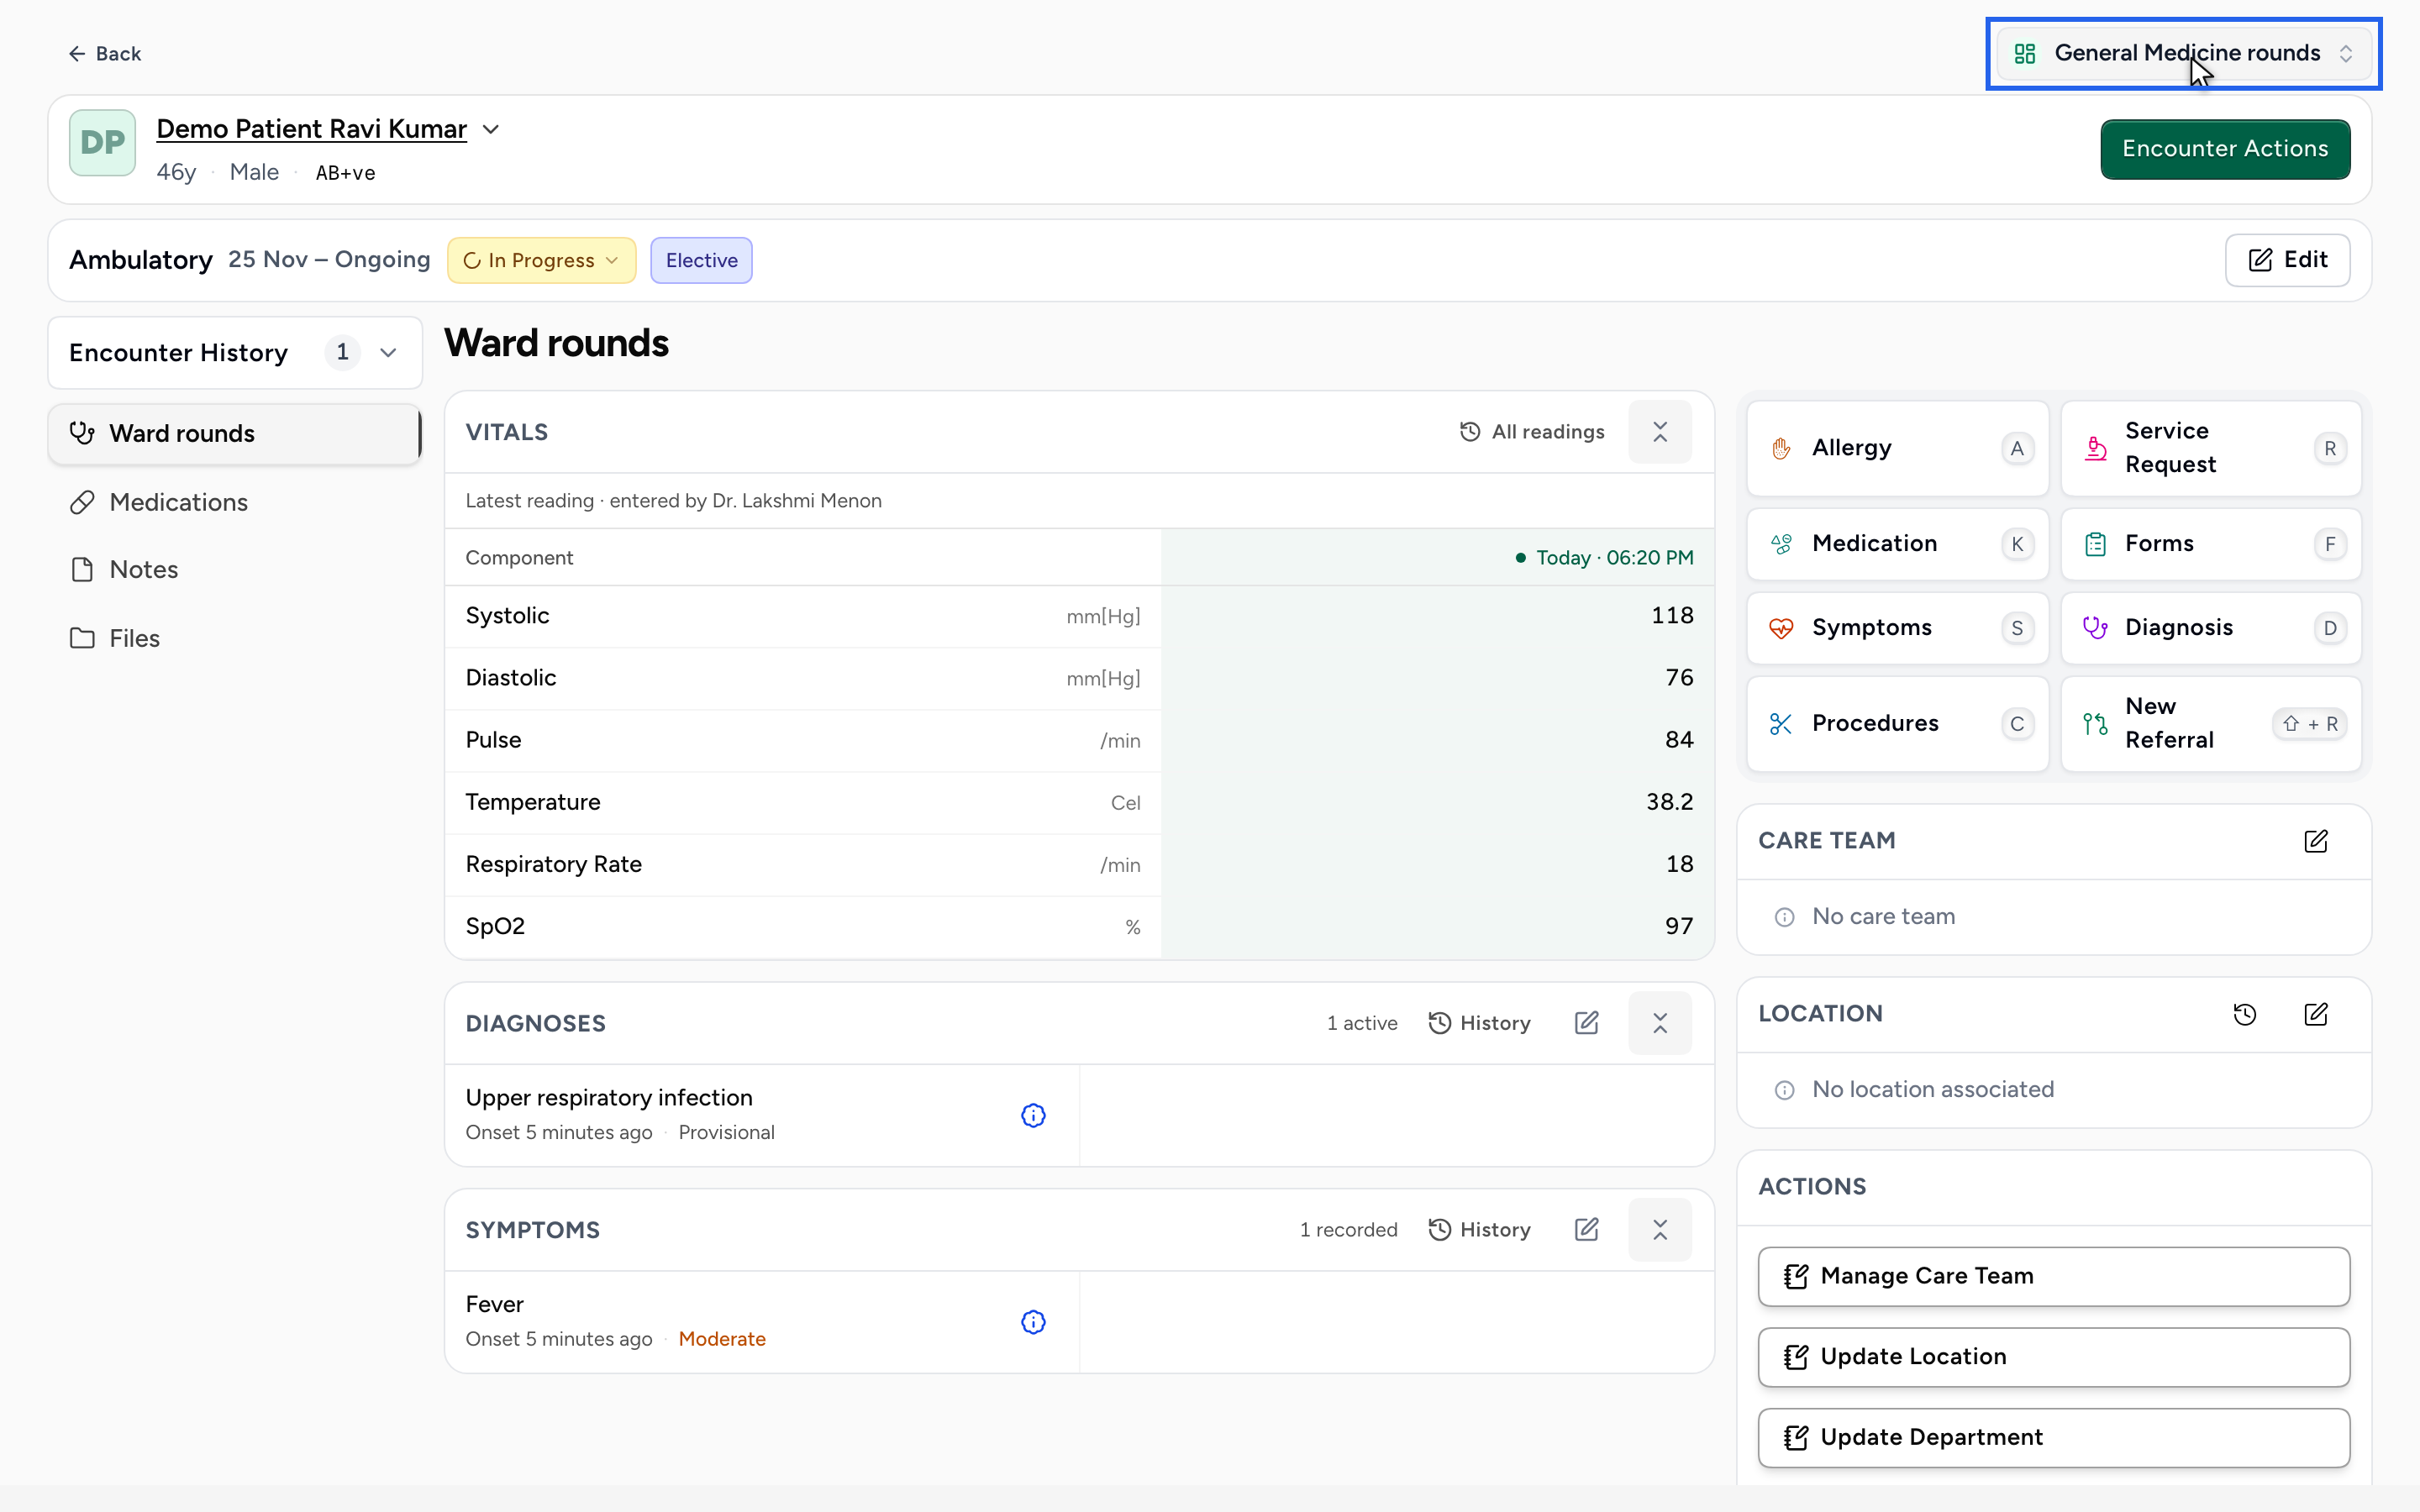 Back
General Medicine rounds
DP
Demo Patient Ravi Kumar
46y · Male · AB+ve
Encounter Actions
Ambulatory 25 Nov – Ongoing In Progress Elective
Edit
Encounter History 1
Ward rounds
Medications
Notes
Files
Ward rounds
VITALS All readings
Latest reading · entered by Dr. Lakshmi Menon
Component Today · 06:20 PM
Systolic mm[Hg] 118
Diastolic mm[Hg] 76
Pulse /min 84
Temperature Cel 38.2
Respiratory Rate /min 18
SpO2 % 97
DIAGNOSES 1 active History
Upper respiratory infection
Onset 5 minutes ago · Provisional
SYMPTOMS 1 recorded History
Fever
Onset 5 minutes ago · Moderate
Allergy A
Service Request R
Medication K
Forms F
Symptoms S
Diagnosis D
Procedures C
New Referral ⇧ + R
CARE TEAM
No care team
LOCATION
No location associated
ACTIONS
Manage Care Team
Update Location
Update Department